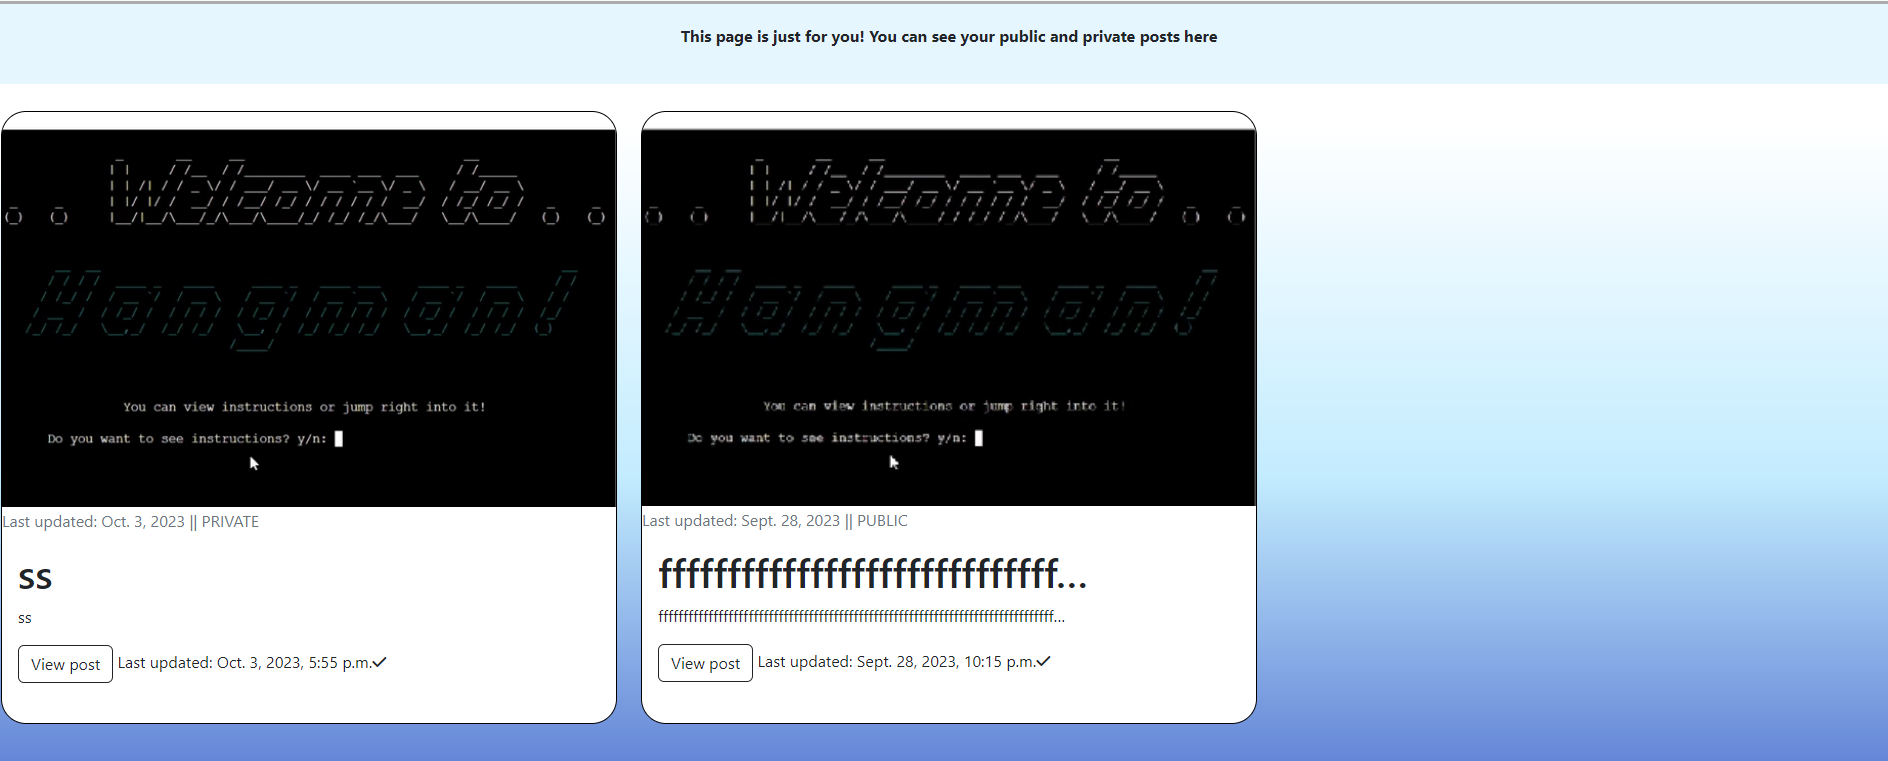 This page is just for you! You can see your public and private posts here
Welcome to
Hangman!
You can view instructions or jump right into it!
Do you want to see instructions? y/n:
Last updated: Oct. 3, 2023 || PRIVATE
ss
ss
View post Last updated: Oct. 3, 2023, 5:55 p.m.
Welcome to
Hangman!
You can view instructions or jump right into it!
Do you want to see instructions? y/n:
Last updated: Sept. 28, 2023 || PUBLIC
ffffffffffffffffffffffffffffff...
ffffffffffffffffffffffffffffffffffffffffffffffffffffffffffffffffffffffffffffffff...
View post Last updated: Sept. 28, 2023, 10:15 p.m.